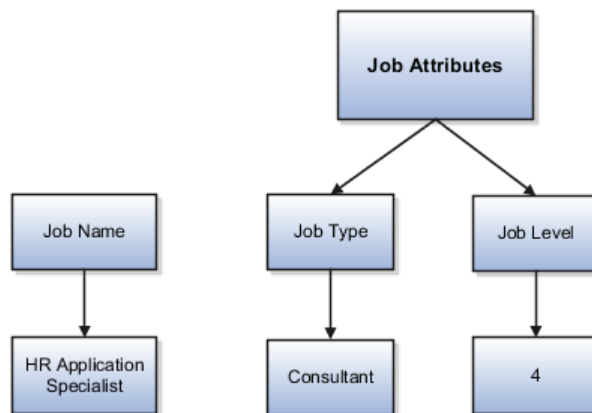 Job Attributes
Job Name
Job Type
Job Level
HR Application
Specialist
Consultant
4